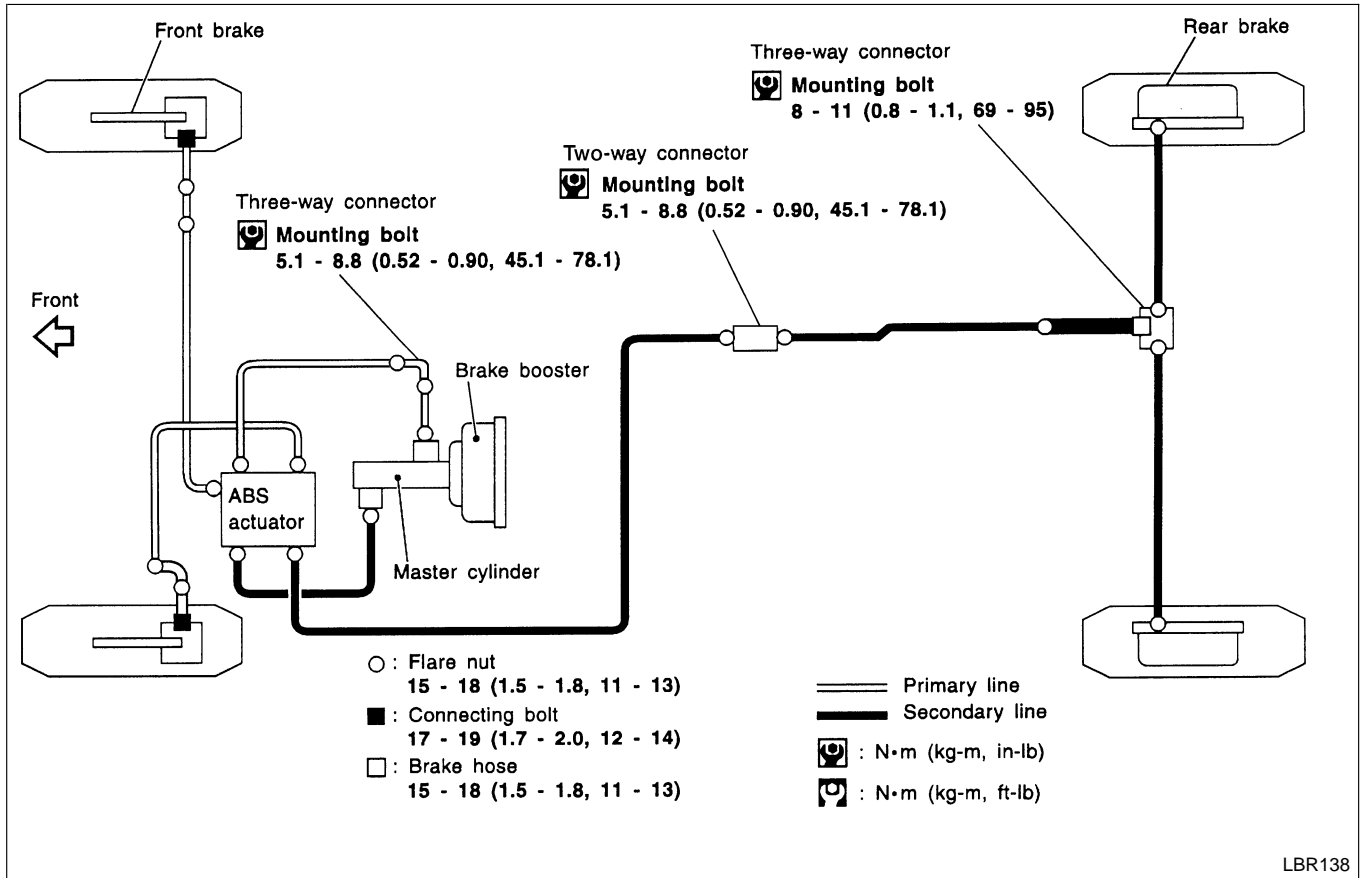 Front brake
Rear brake
Three-way connector
Mounting bolt
8 - 11 (0.8 - 1.1, 69 - 95)
Two-way connector
Mounting bolt
5.1 - 8.8 (0.52 - 0.90, 45.1 - 78.1)
Three-way connector
Mounting bolt
5.1 - 8.8 (0.52 - 0.90, 45.1 - 78.1)
Front
Brake booster
ABS
actuator
Master cylinder
: Flare nut
15 - 18 (1.5 - 1.8, 11 - 13)
: Connecting bolt
17 - 19 (1.7 - 2.0, 12 - 14)
: Brake hose
15 - 18 (1.5 - 1.8, 11 - 13)
Primary line
Secondary line
: N•m (kg-m, in-lb)
: N•m (kg-m, ft-lb)
LBR138